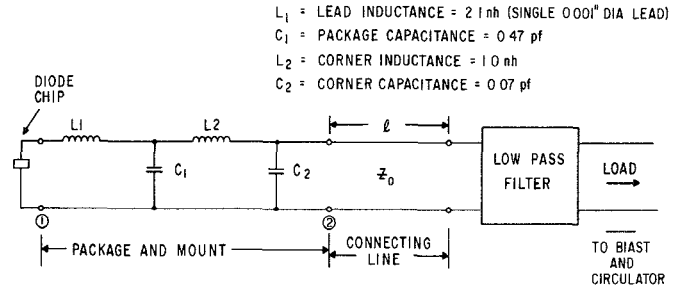 L1 = LEAD INDUCTANCE = 2 1 nh (SINGLE 0 001" DIA LEAD)
C1 = PACKAGE CAPACITANCE = 0 47 pf
L2 = CORNER INDUCTANCE = 1 0 nh
C2 = CORNER CAPACITANCE = 0 07 pf
DIODE
CHIP
L1
L2
ℓ
C1
C2
Z0
LOW PASS
FILTER
LOAD
①
②
PACKAGE AND MOUNT
CONNECTING
LINE
TO BIAST
AND
CIRCULATOR